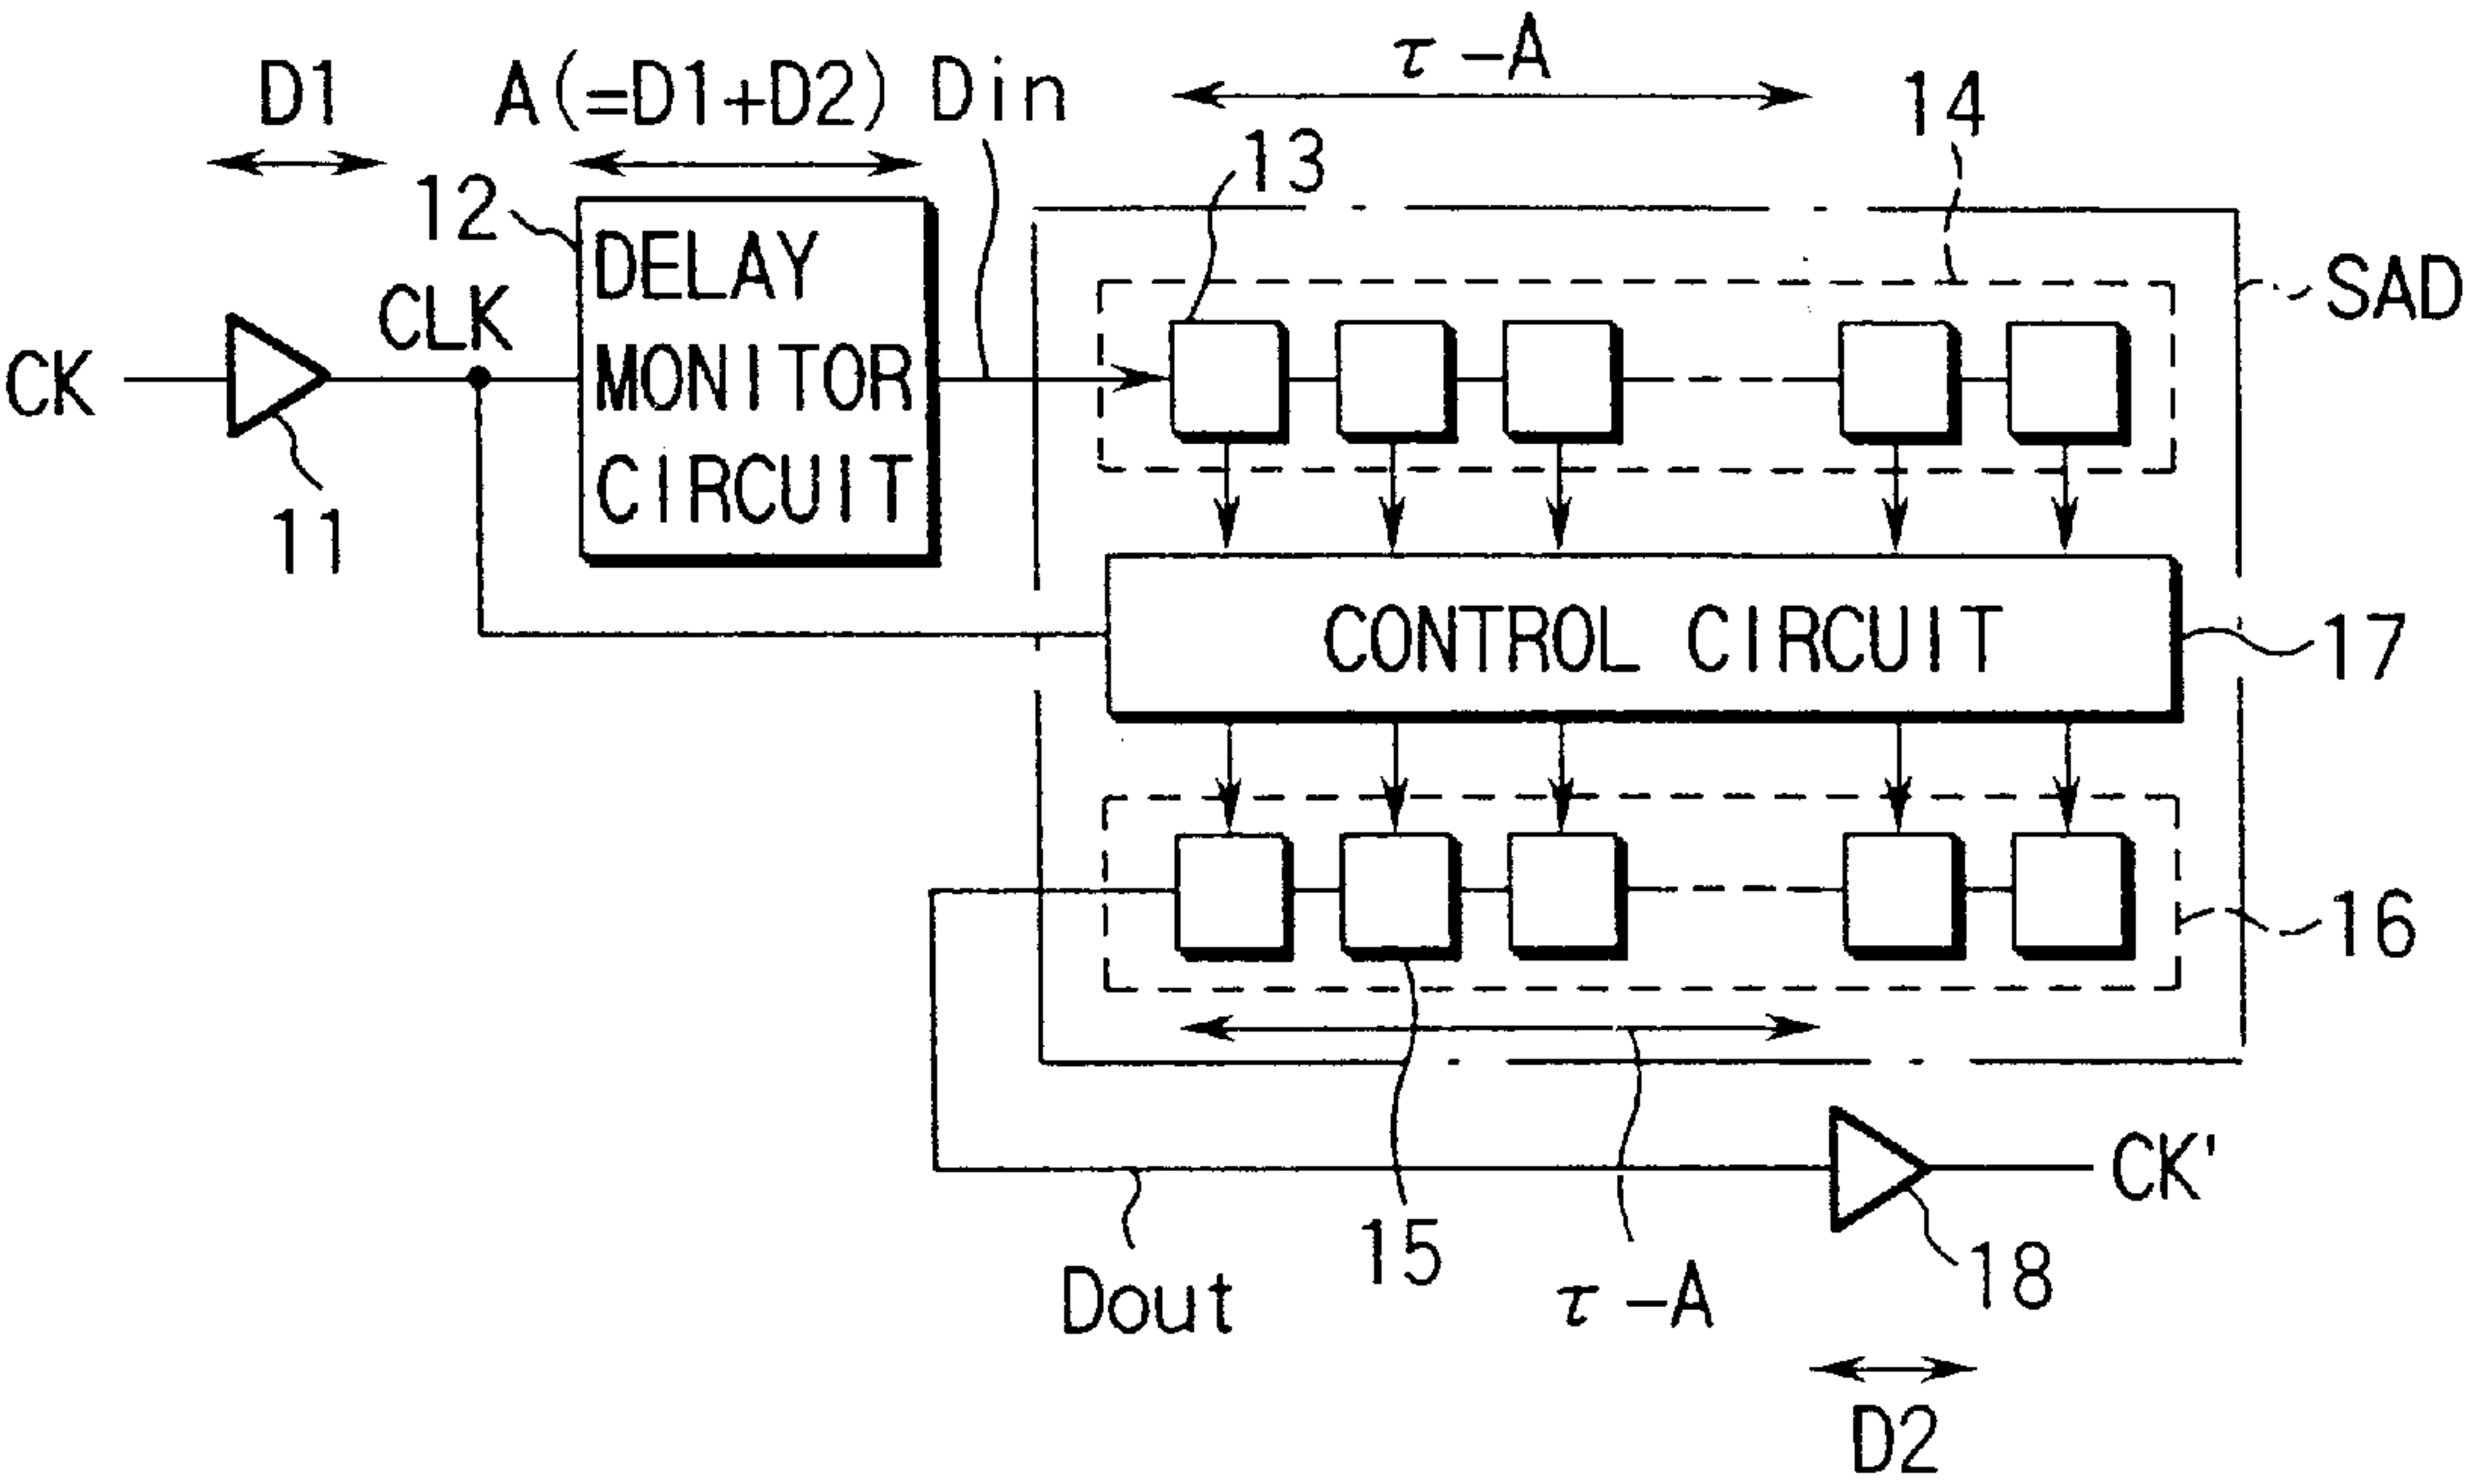 τ-A
D1
A(=D1+D2)
Din
14
13
12
DELAY
MONITOR
CIRCUIT
SAD
CLK
CK
11
CONTROL CIRCUIT
17
16
CK'
15
Dout
τ-A
18
D2